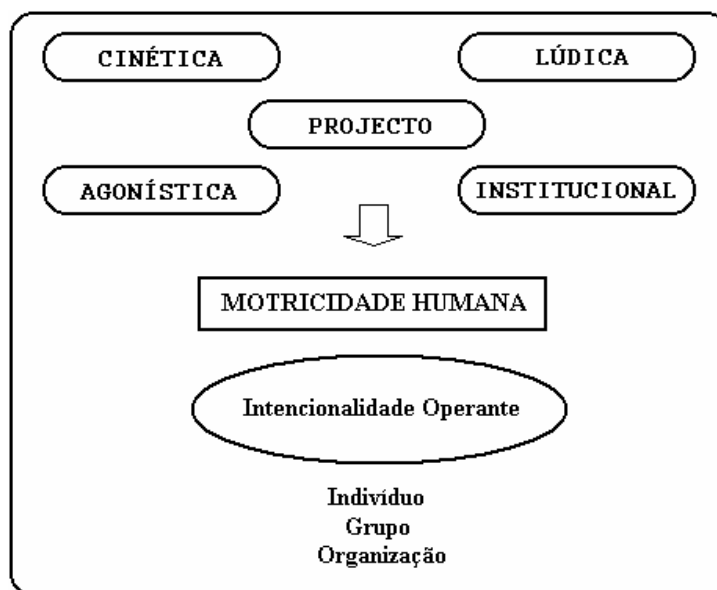 CINÉTICA
LÚDICA
PROJECTO
AGONÍSTICA
INSTITUCIONAL
MOTRICIDADE HUMANA
Intencionalidade Operante
Indivíduo
Grupo
Organização